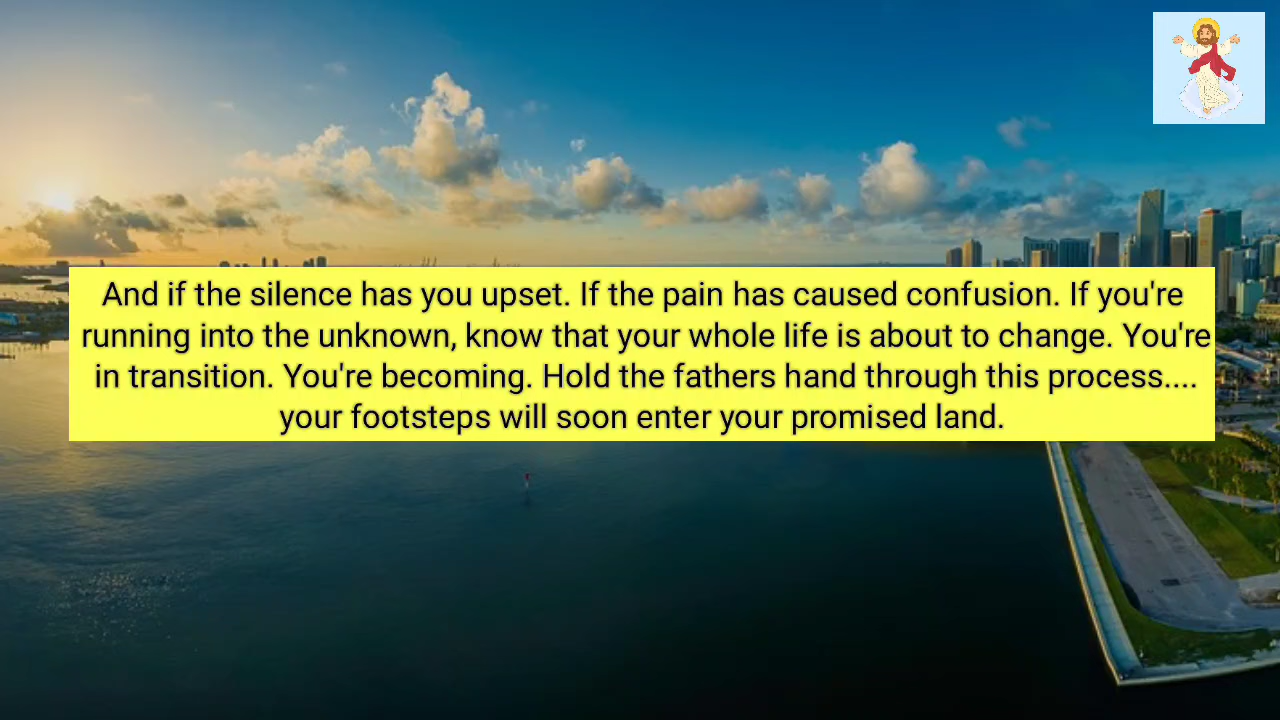 And if the silence has you upset. If the pain has caused confusion. If you're
running into the unknown, know that your whole life is about to change. You're
in transition. You're becoming. Hold the fathers hand through this process....
your footsteps will soon enter your promised land.